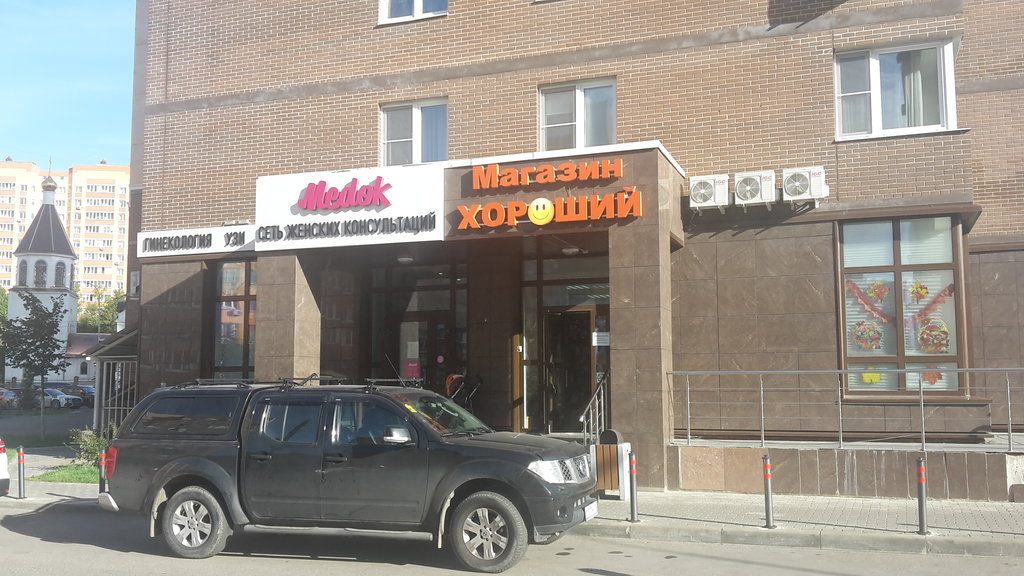 Medok
ГИНЕКОЛОГИЯ УЗИ СЕТЬ ЖЕНСКИХ КОНСУЛЬТАЦИЙ
Магазин
ХОРОШИЙ